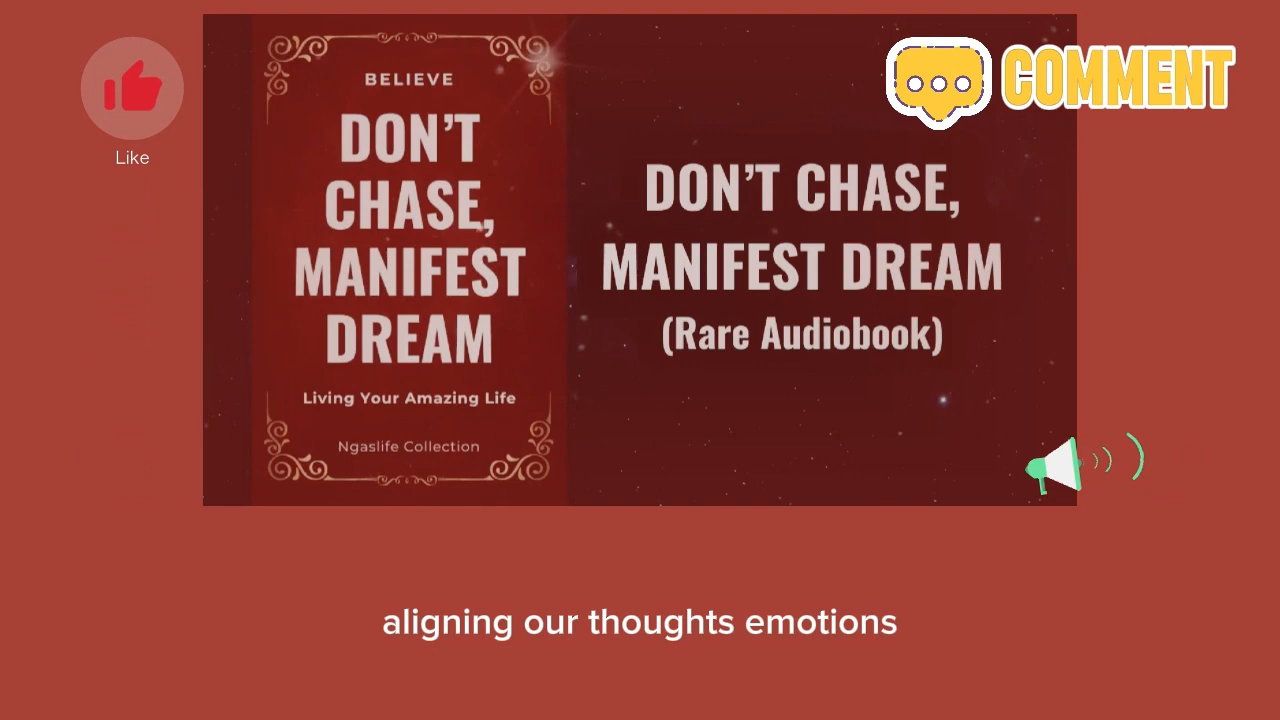 BELIEVE
DON'T
CHASE,
MANIFEST
DREAM
Living Your Amazing Life
Ngaslife Collection
DON'T CHASE,
MANIFEST DREAM
(Rare Audiobook)
Like
COMMENT
aligning our thoughts emotions